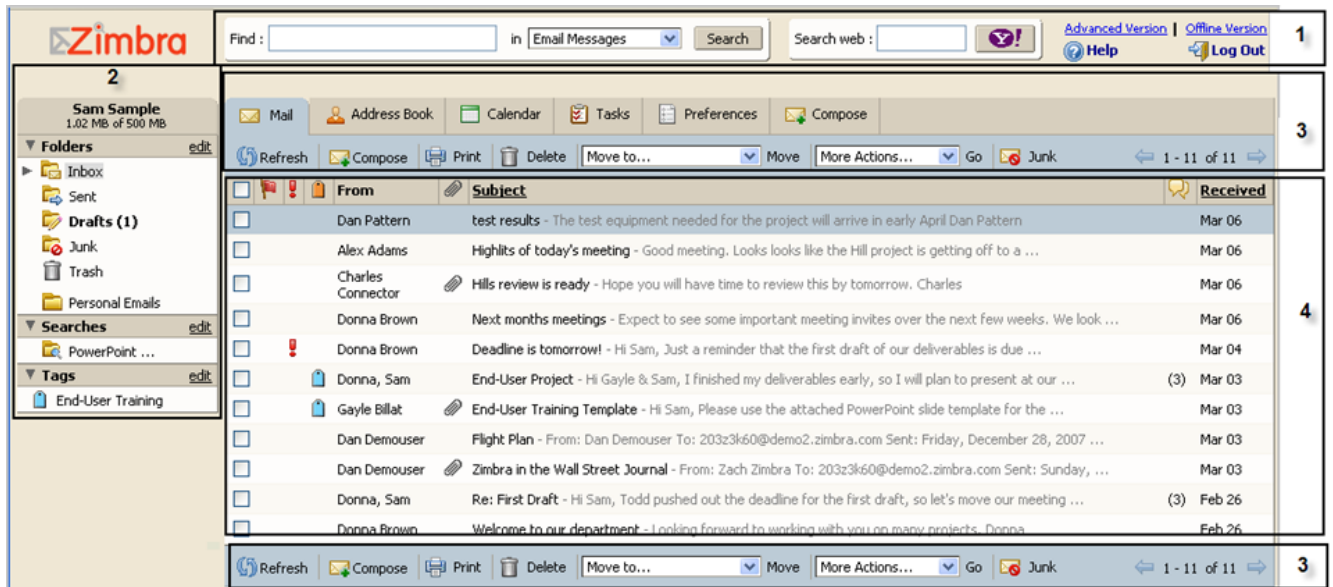 Zimbra
Find : in Email Messages Search Search web : Y! Advanced Version | Offline Version 1
Help Log Out
2
Sam Sample
1.02 MB of 500 MB
Folders edit
Inbox
Sent
Drafts (1)
Junk
Trash
Personal Emails
Searches edit
PowerPoint ...
Tags edit
End-User Training
Mail Address Book Calendar Tasks Preferences Compose 3
Refresh Compose Print Delete Move to... Move More Actions... Go Junk 1 - 11 of 11
From Subject Received
Dan Pattern test results - The test equipment needed for the project will arrive in early April Dan Pattern Mar 06
Alex Adams Highlits of today's meeting - Good meeting. Looks looks like the Hill project is getting off to a ... Mar 06
Charles Connector Hills review is ready - Hope you will have time to review this by tomorrow. Charles Mar 06
Donna Brown Next months meetings - Expect to see some important meeting invites over the next few weeks. We look ... Mar 06
4
Donna Brown Deadline is tomorrow! - Hi Sam, Just a reminder that the first draft of our deliverables is due ... Mar 04
Donna, Sam End-User Project - Hi Gayle & Sam, I finished my deliverables early, so I will plan to present at our ... (3) Mar 03
Gayle Billat End-User Training Template - Hi Sam, Please use the attached PowerPoint slide template for the ... Mar 03
Dan Demouser Flight Plan - From: Dan Demouser To: 203z3k60@demo2.zimbra.com Sent: Friday, December 28, 2007 ... Mar 03
Dan Demouser Zimbra in the Wall Street Journal - From: Zach Zimbra To: 203z3k60@demo2.zimbra.com Sent: Sunday, ... Mar 03
Donna, Sam Re: First Draft - Hi Sam, Todd pushed out the deadline for the first draft, so let's move our meeting ... (3) Feb 26
Donna Brown Welcome to our department - Looking forward to working with you on many projects. Donna Feb 26
Refresh Compose Print Delete Move to... Move More Actions... Go Junk 1 - 11 of 11 3